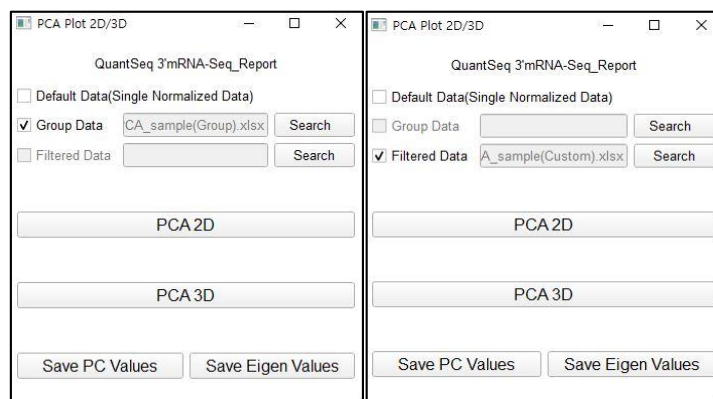 PCA Plot 2D/3D
QuantSeq 3'mRNA-Seq_Report
Default Data(Single Normalized Data)
Group Data CA_sample(Group).xlsx Search
Filtered Data Search
PCA 2D
PCA 3D
Save PC Values Save Eigen Values
PCA Plot 2D/3D
QuantSeq 3'mRNA-Seq_Report
Default Data(Single Normalized Data)
Group Data Search
Filtered Data A_sample(Custom).xlsx Search
PCA 2D
PCA 3D
Save PC Values Save Eigen Values